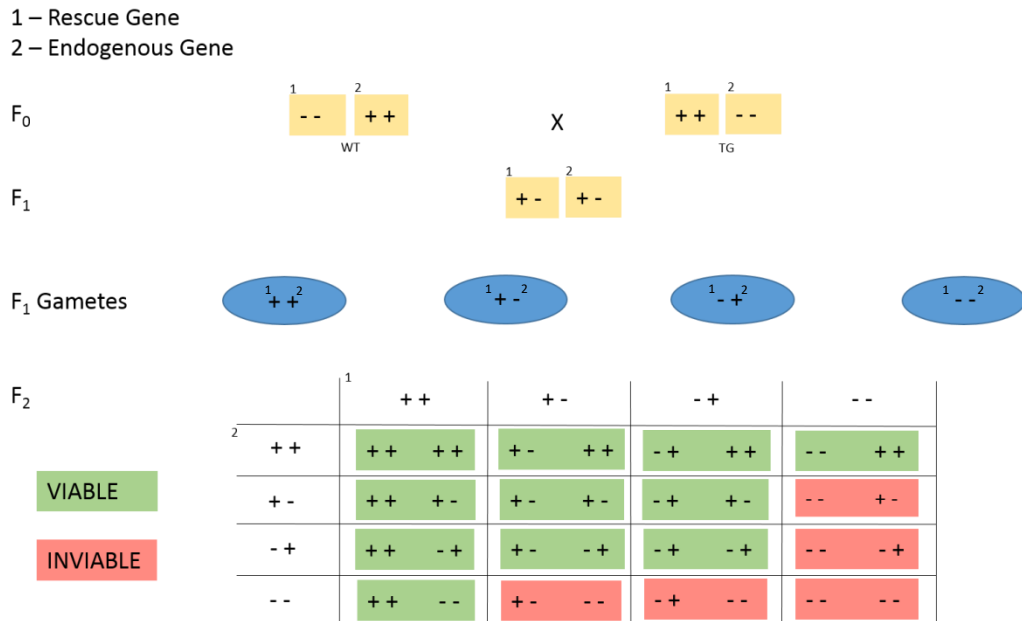 1 – Rescue Gene
2 – Endogenous Gene
F0
1 2 1 2
- - + + X + + - -
WT TG
F1
1 2
+ - + -
F1 Gametes
1 + + 2 1 + - 2 1 - + 2 1 - - 2
F2
1
+ + + - - + - -
2
+ + + + + + + - + + - + + + - - + +
VIABLE
+ - + + + - + - + - - + + - - - + -
- + + + - + + - - + - + - + - - - +
INVIABLE
- - + + - - + - - - - + - - - - - -